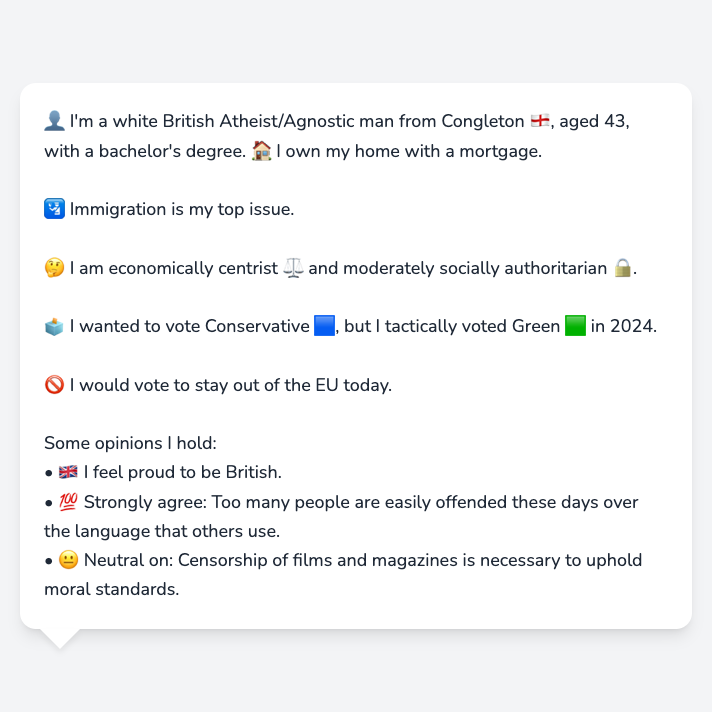 👤 I'm a white British Atheist/Agnostic man from Congleton 🏴󠁧󠁢󠁥󠁮󠁧󠁿, aged 43,
with a bachelor's degree. 🏠 I own my home with a mortgage.
🛂 Immigration is my top issue.
🤔 I am economically centrist ⚖️ and moderately socially authoritarian 🔒.
🗳️ I wanted to vote Conservative 🟦, but I tactically voted Green 🟩 in 2024.
🚫 I would vote to stay out of the EU today.
Some opinions I hold:
• 🇬🇧 I feel proud to be British.
• 💯 Strongly agree: Too many people are easily offended these days over
the language that others use.
• 😐 Neutral on: Censorship of films and magazines is necessary to uphold
moral standards.